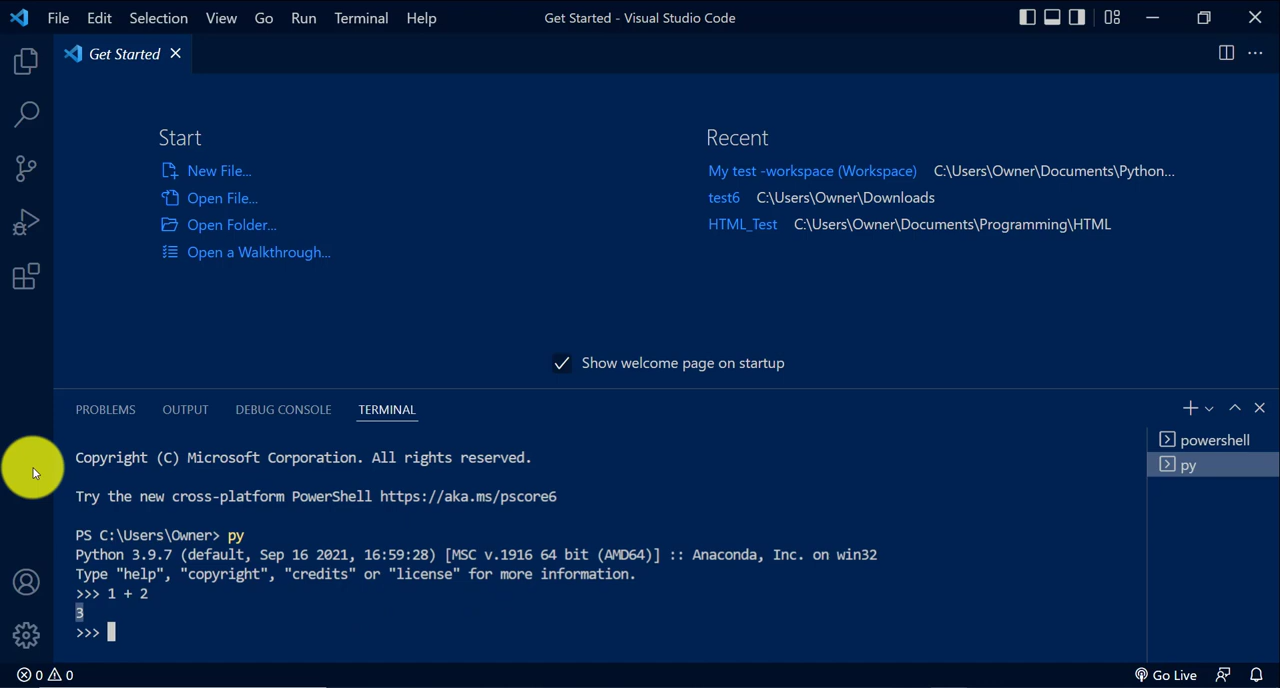 File Edit Selection View Go Run Terminal Help Get Started - Visual Studio Code
Get Started
Start
New File...
Open File...
Open Folder...
Open a Walkthrough...
Recent
My test -workspace (Workspace) C:\Users\Owner\Documents\Python...
test6 C:\Users\Owner\Downloads
HTML_Test C:\Users\Owner\Documents\Programming\HTML
Show welcome page on startup
PROBLEMS OUTPUT DEBUG CONSOLE TERMINAL
Copyright (C) Microsoft Corporation. All rights reserved.
Try the new cross-platform PowerShell https://aka.ms/pscore6
PS C:\Users\Owner> py
Python 3.9.7 (default, Sep 16 2021, 16:59:28) [MSC v.1916 64 bit (AMD64)] :: Anaconda, Inc. on win32
Type "help", "copyright", "credits" or "license" for more information.
>>> 1 + 2
3
>>>
powershell
py
0 0 Go Live